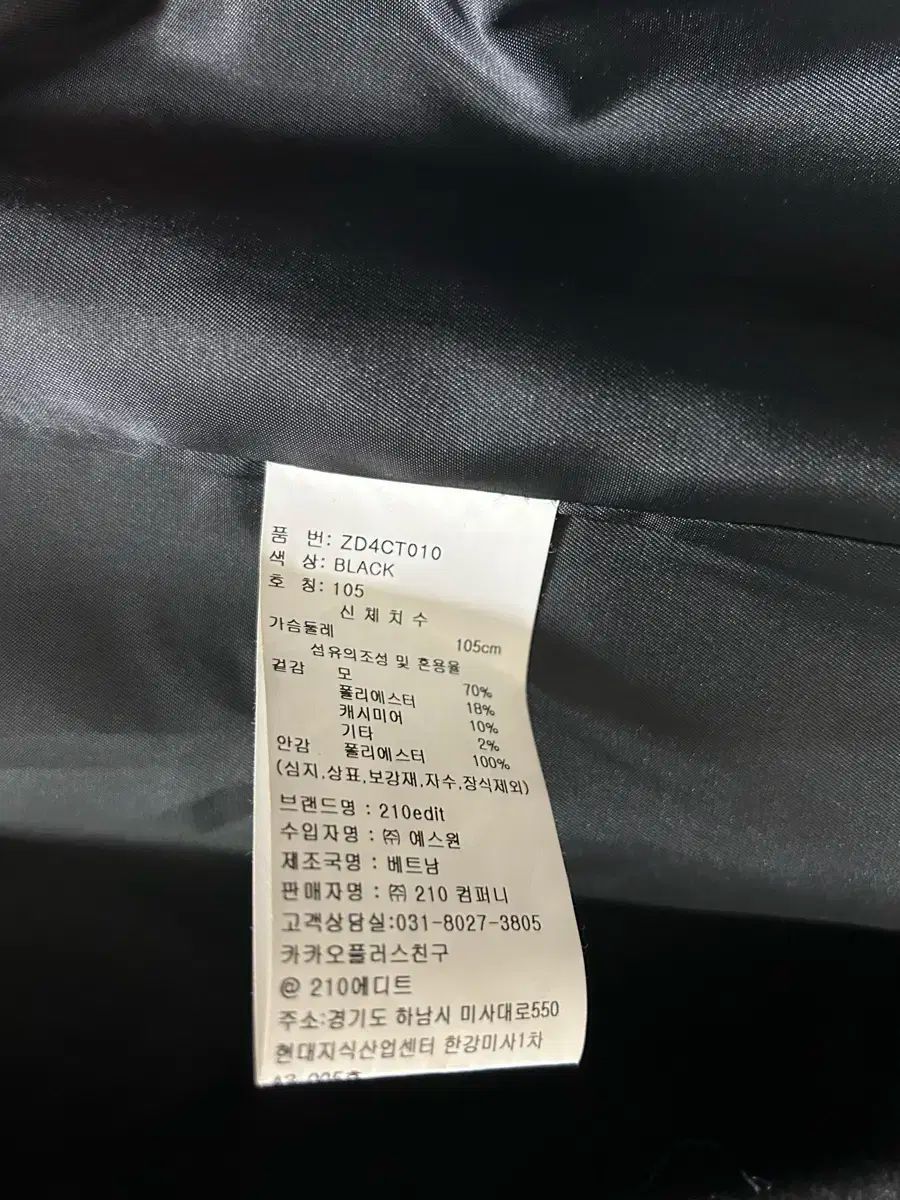 품 번: ZD4CT010
색 상: BLACK
호 칭: 105
신 체 치 수
가슴둘레 105cm
섬유의조성 및 혼용율
겉감 모 70%
폴리에스터 18%
캐시미어 10%
기타 2%
안감 폴리에스터 100%
(심지,상표,보강재,자수,장식제외)
브랜드명 : 210edit
수입자명 : ㈜ 예스원
제조국명 : 베트남
판매자명 : ㈜ 210 컴퍼니
고객상담실:031-8027-3805
카카오플러스친구
@ 210에디트
주소:경기도 하남시 미사대로550
현대지식산업센터 한강미사1차